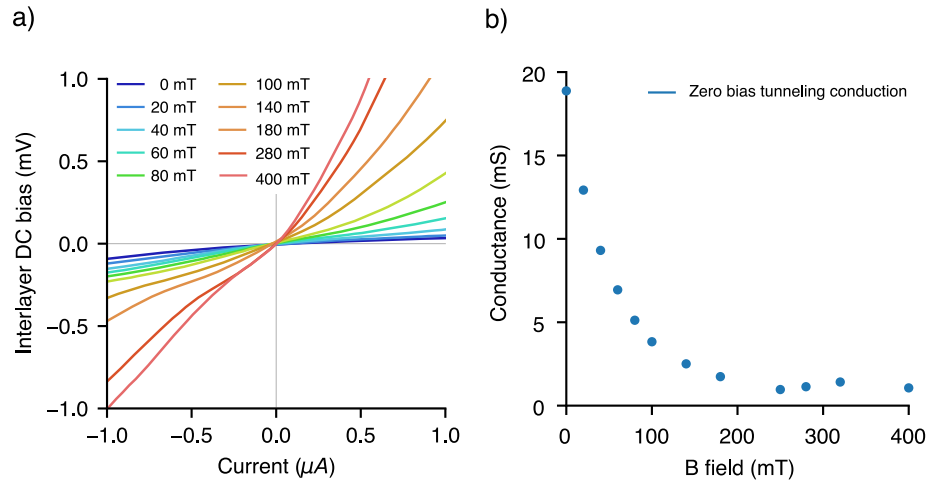 a)
b)
1.0
0.5
0.0
−0.5
−1.0
Interlayer DC bias (mV)
0 mT
20 mT
40 mT
60 mT
80 mT
100 mT
140 mT
180 mT
280 mT
400 mT
−1.0 −0.5 0.0 0.5 1.0
Current (μA)
20
15
10
5
0
Conductance (mS)
Zero bias tunneling conduction
0 100 200 300 400
B field (mT)